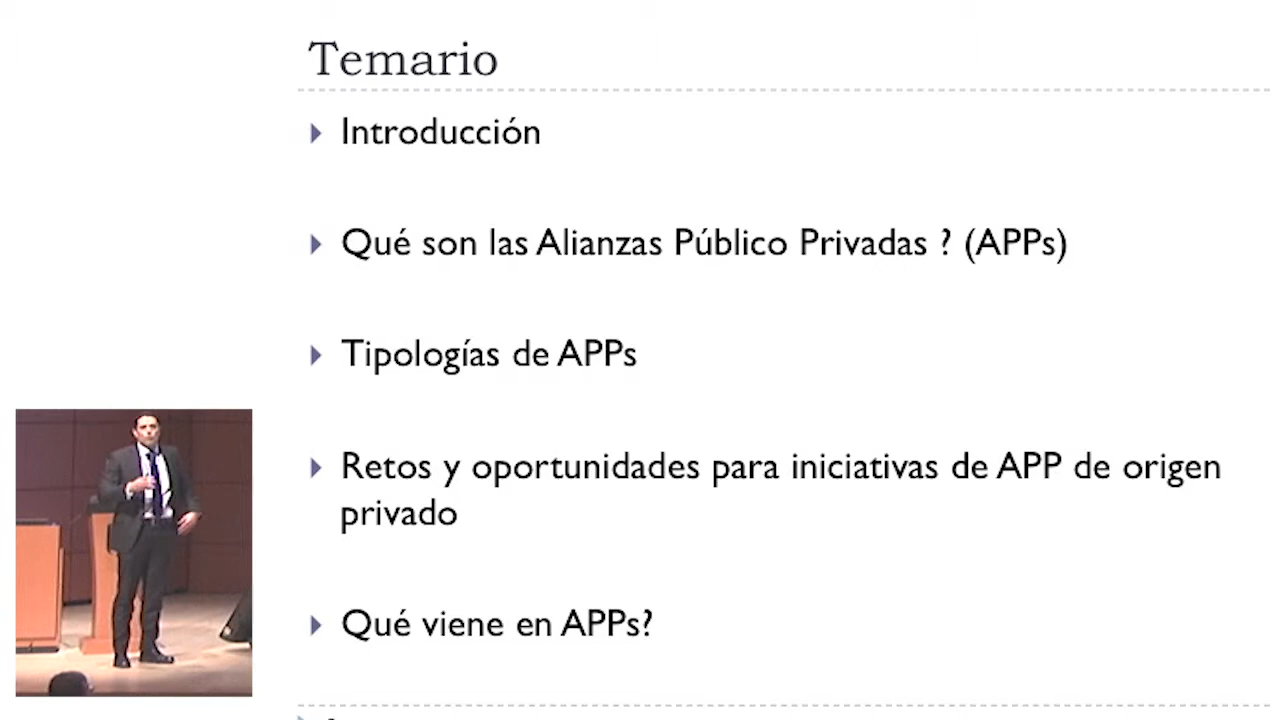 Temario
Introducción
Qué son las Alianzas Público Privadas ? (APPs)
Tipologías de APPs
Retos y oportunidades para iniciativas de APP de origen
privado
Qué viene en APPs?